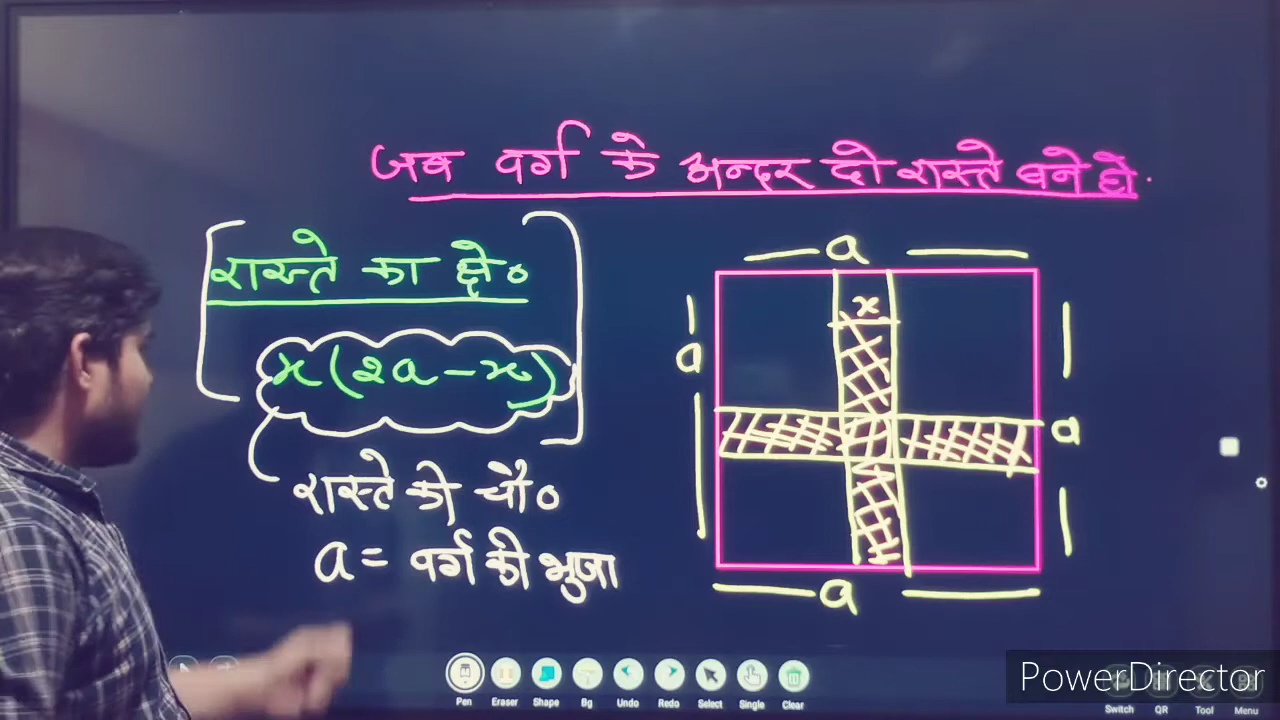 जब वर्ग के अन्दर दो रास्ते बने हो.
रास्ते का क्षे०
x(2a-x)
रास्ते की चौ०
a = वर्ग की भुजा
a
x
a
a
a
Pen Eraser Shape Bg Undo Redo Select Single Clear
Switch QR Tool Menu
PowerDirector